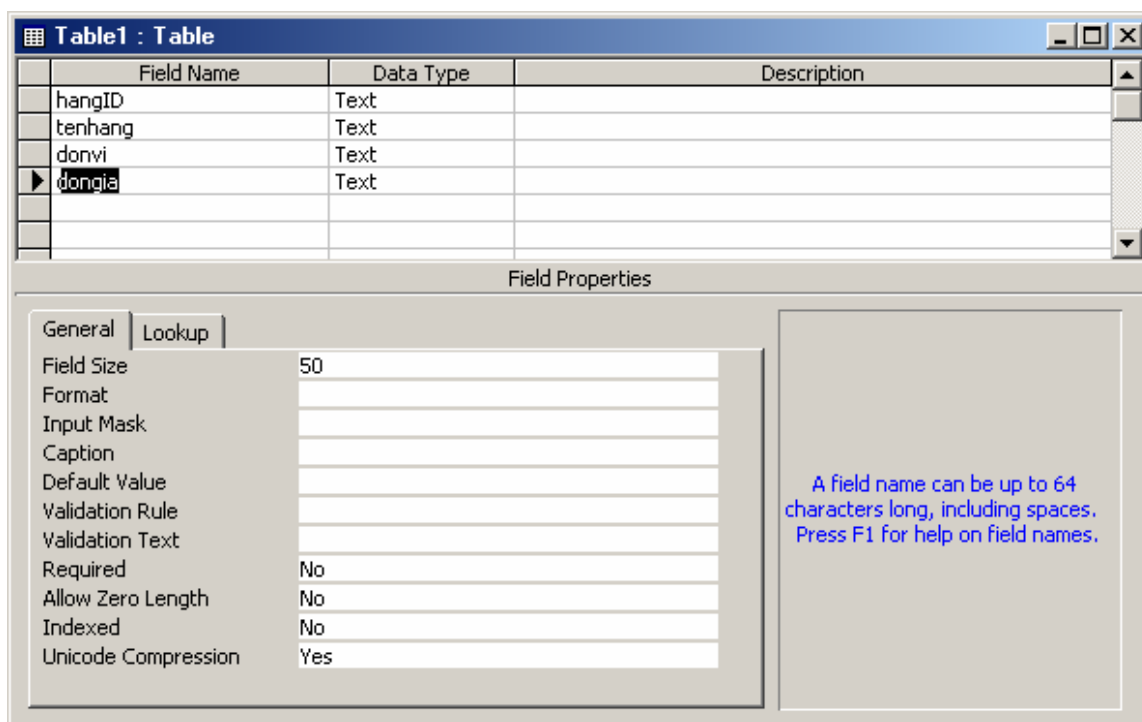 Table1 : Table
Field Name Data Type Description
hangID Text
tenhang Text
donvi Text
dongia Text
Field Properties
General Lookup
Field Size 50
Format
Input Mask
Caption
Default Value
Validation Rule
Validation Text
Required No
Allow Zero Length No
Indexed No
Unicode Compression Yes
A field name can be up to 64
characters long, including spaces.
Press F1 for help on field names.